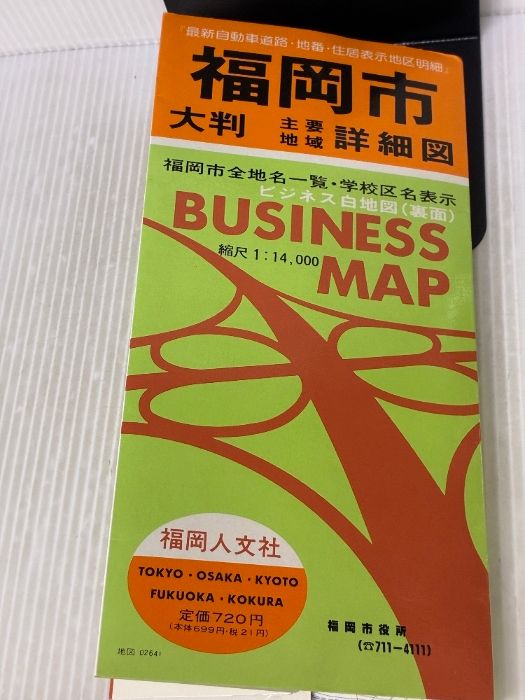 『最新自動車道路・地番・住居表示地区明細』
福岡市
大判 主要地域 詳細図
福岡市全地名一覧・学校区名表示
ビジネス白地図(裏面)
BUSINESS
縮尺 1:14,000
MAP
福岡人文社
TOKYO・OSAKA・KYOTO
FUKUOKA・KOKURA
定価720円
(本体699円・税21円)
福岡市役所
(☎711-4111)
地図 02641